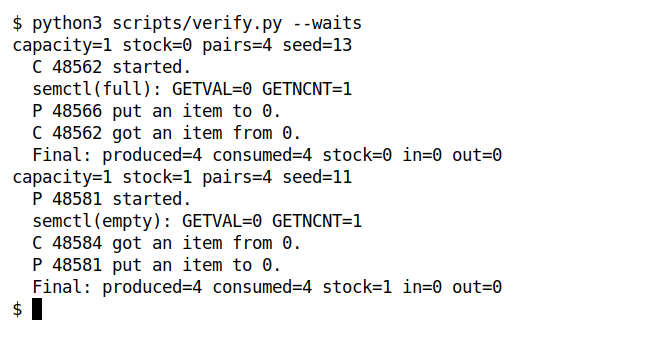 $ python3 scripts/verify.py --waits
capacity=1 stock=0 pairs=4 seed=13
  C 48562 started.
  semctl(full): GETVAL=0 GETNCNT=1
  P 48566 put an item to 0.
  C 48562 got an item from 0.
  Final: produced=4 consumed=4 stock=0 in=0 out=0
capacity=1 stock=1 pairs=4 seed=11
  P 48581 started.
  semctl(empty): GETVAL=0 GETNCNT=1
  C 48584 got an item from 0.
  P 48581 put an item to 0.
  Final: produced=4 consumed=4 stock=1 in=0 out=0
$